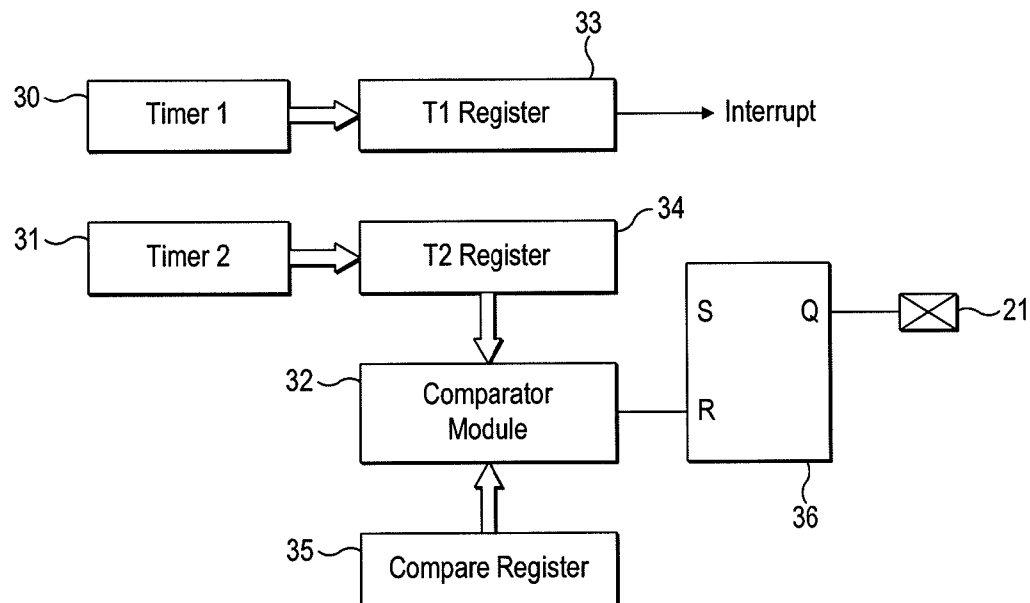 33
30
Timer 1
T1 Register
Interrupt
34
31
Timer 2
T2 Register
S
Q
21
32
Comparator
Module
R
36
35
Compare Register